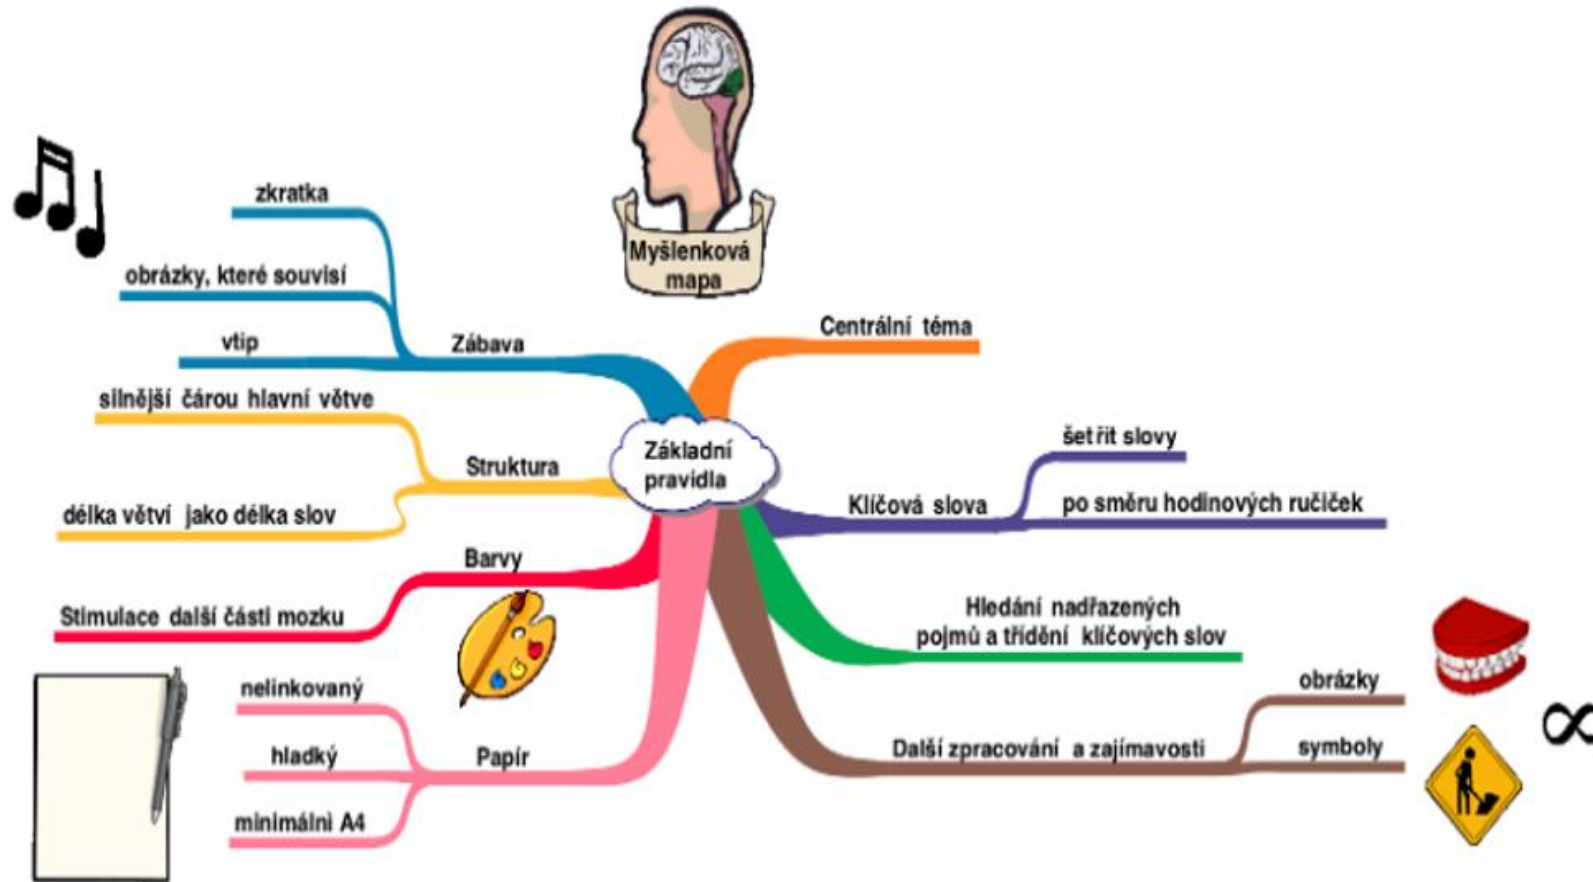 Myšlenková
mapa
Základní
pravidla
Centrální téma
Klíčová slova
šetřit slovy
po směru hodinových ručiček
Hledání nadřazených
pojmů a třídění klíčových slov
Další zpracování a zajímavosti
obrázky
symboly
∞
Papír
nelinkovaný
hladký
minimálni A4
Barvy
Stimulace další části mozku
Struktura
silnější čárou hlavní větve
délka větví jako délka slov
Zábava
zkratka
obrázky, které souvisí
vtip